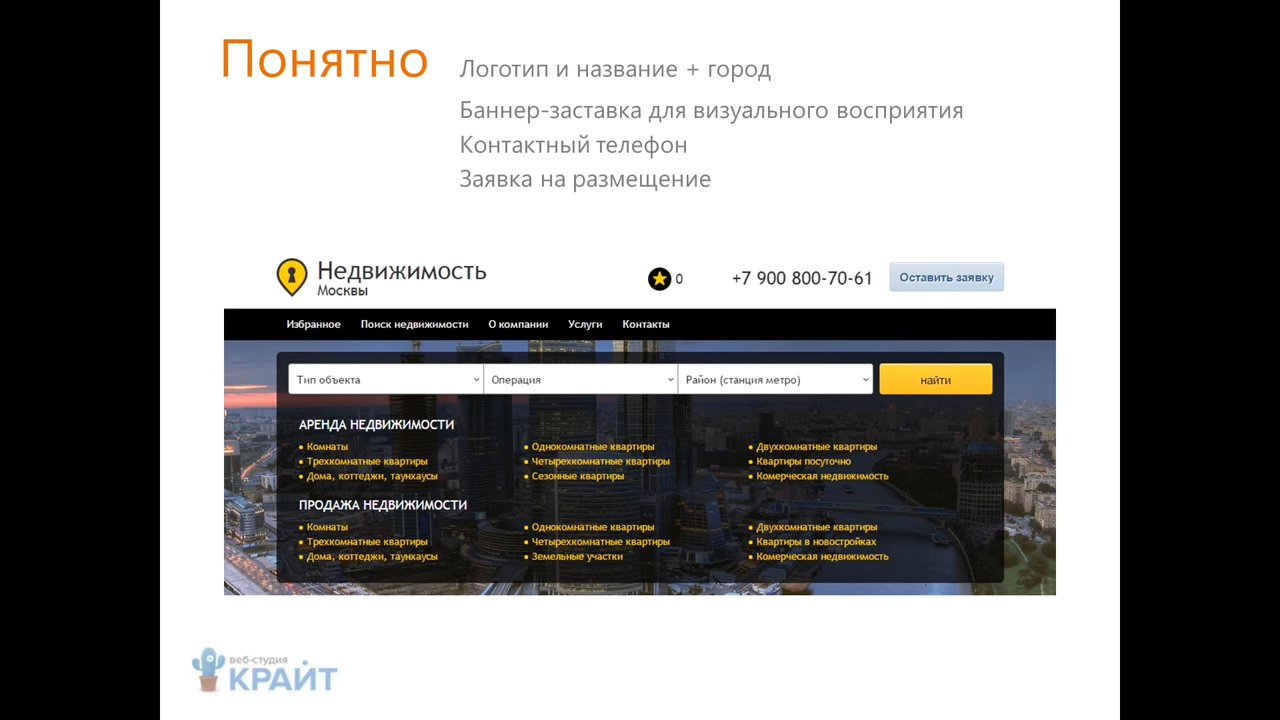 Понятно
Логотип и название + город
Баннер-заставка для визуального восприятия
Контактный телефон
Заявка на размещение
Недвижимость
Москвы
0
+7 900 800-70-61
Оставить заявку
Избранное Поиск недвижимости О компании Услуги Контакты
Тип объекта Операция Район (станция метро) найти
АРЕНДА НЕДВИЖИМОСТИ
• Комнаты • Однокомнатные квартиры • Двухкомнатные квартиры
• Трехкомнатные квартиры • Четырехкомнатные квартиры • Квартиры посуточно
• Дома, коттеджи, таунхаусы • Сезонные квартиры • Комерческая недвижимость
ПРОДАЖА НЕДВИЖИМОСТИ
• Комнаты • Однокомнатные квартиры • Двухкомнатные квартиры
• Трехкомнатные квартиры • Четырехкомнатные квартиры • Квартиры в новостройках
• Дома, коттеджи, таунхаусы • Земельные участки • Комерческая недвижимость
веб-студия
КРАЙТ